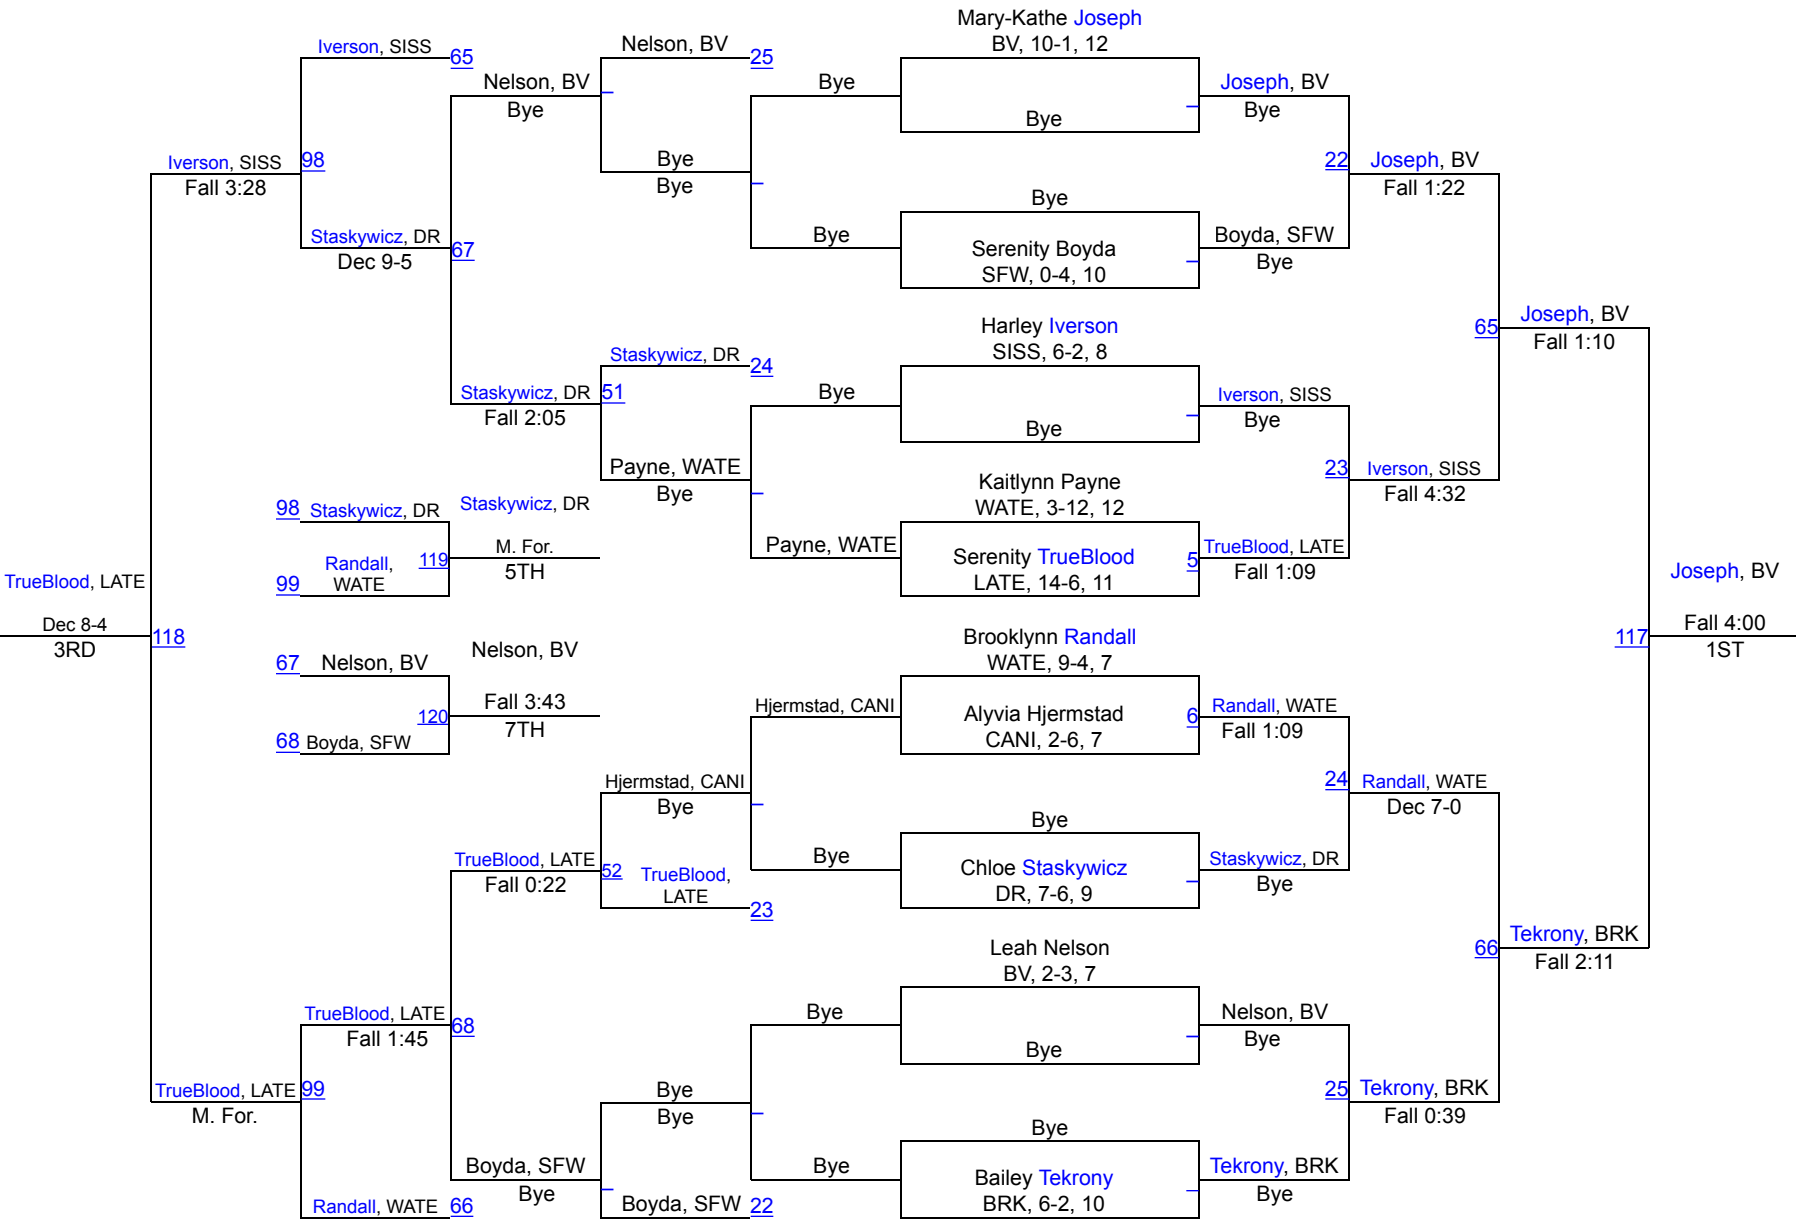 Mary-Kathe Joseph
BV, 10-1, 12
Iverson, SISS
65
Nelson, BV
25
Nelson, BV
Bye
Bye
Bye
Joseph, BV
Bye
Iverson, SISS
98
Fall 3:28
Bye
Bye
22
Joseph, BV
Fall 1:22
Bye
Staskywicz, DR
Dec 9-5
67
Bye
Serenity Boyda
SFW, 0-4, 10
Boyda, SFW
Bye
Harley Iverson
SISS, 6-2, 8
65
Joseph, BV
Fall 1:10
Staskywicz, DR
24
Staskywicz, DR
51
Fall 2:05
Bye
Bye
Iverson, SISS
Bye
Payne, WATE
Bye
Kaitlynn Payne
WATE, 3-12, 12
23
Iverson, SISS
Fall 4:32
98
Staskywicz, DR
Staskywicz, DR
M. For.
5TH
Randall,
WATE
119
99
Payne, WATE
Serenity TrueBlood
LATE, 14-6, 11
5
TrueBlood, LATE
Fall 1:09
TrueBlood, LATE
Dec 8-4
3RD
118
Joseph, BV
Fall 4:00
1ST
117
Brooklynn Randall
WATE, 9-4, 7
67
Nelson, BV
Nelson, BV
Fall 3:43
7TH
120
68
Boyda, SFW
Hjermstad, CANI
Alyvia Hjermstad
CANI, 2-6, 7
6
Randall, WATE
Fall 1:09
Hjermstad, CANI
Bye
24
Randall, WATE
Dec 7-0
Bye
TrueBlood, LATE
Fall 0:22
52
TrueBlood,
LATE
23
Bye
Chloe Staskywicz
DR, 7-6, 9
Staskywicz, DR
Bye
Leah Nelson
BV, 2-3, 7
66
Tekrony, BRK
Fall 2:11
TrueBlood, LATE
Fall 1:45
68
Bye
Bye
Nelson, BV
Bye
TrueBlood, LATE
99
M. For.
Bye
Bye
25
Tekrony, BRK
Fall 0:39
Bye
Boyda, SFW
Bye
Bye
Bailey Tekrony
BRK, 6-2, 10
Tekrony, BRK
Bye
Randall, WATE
66
Boyda, SFW
22